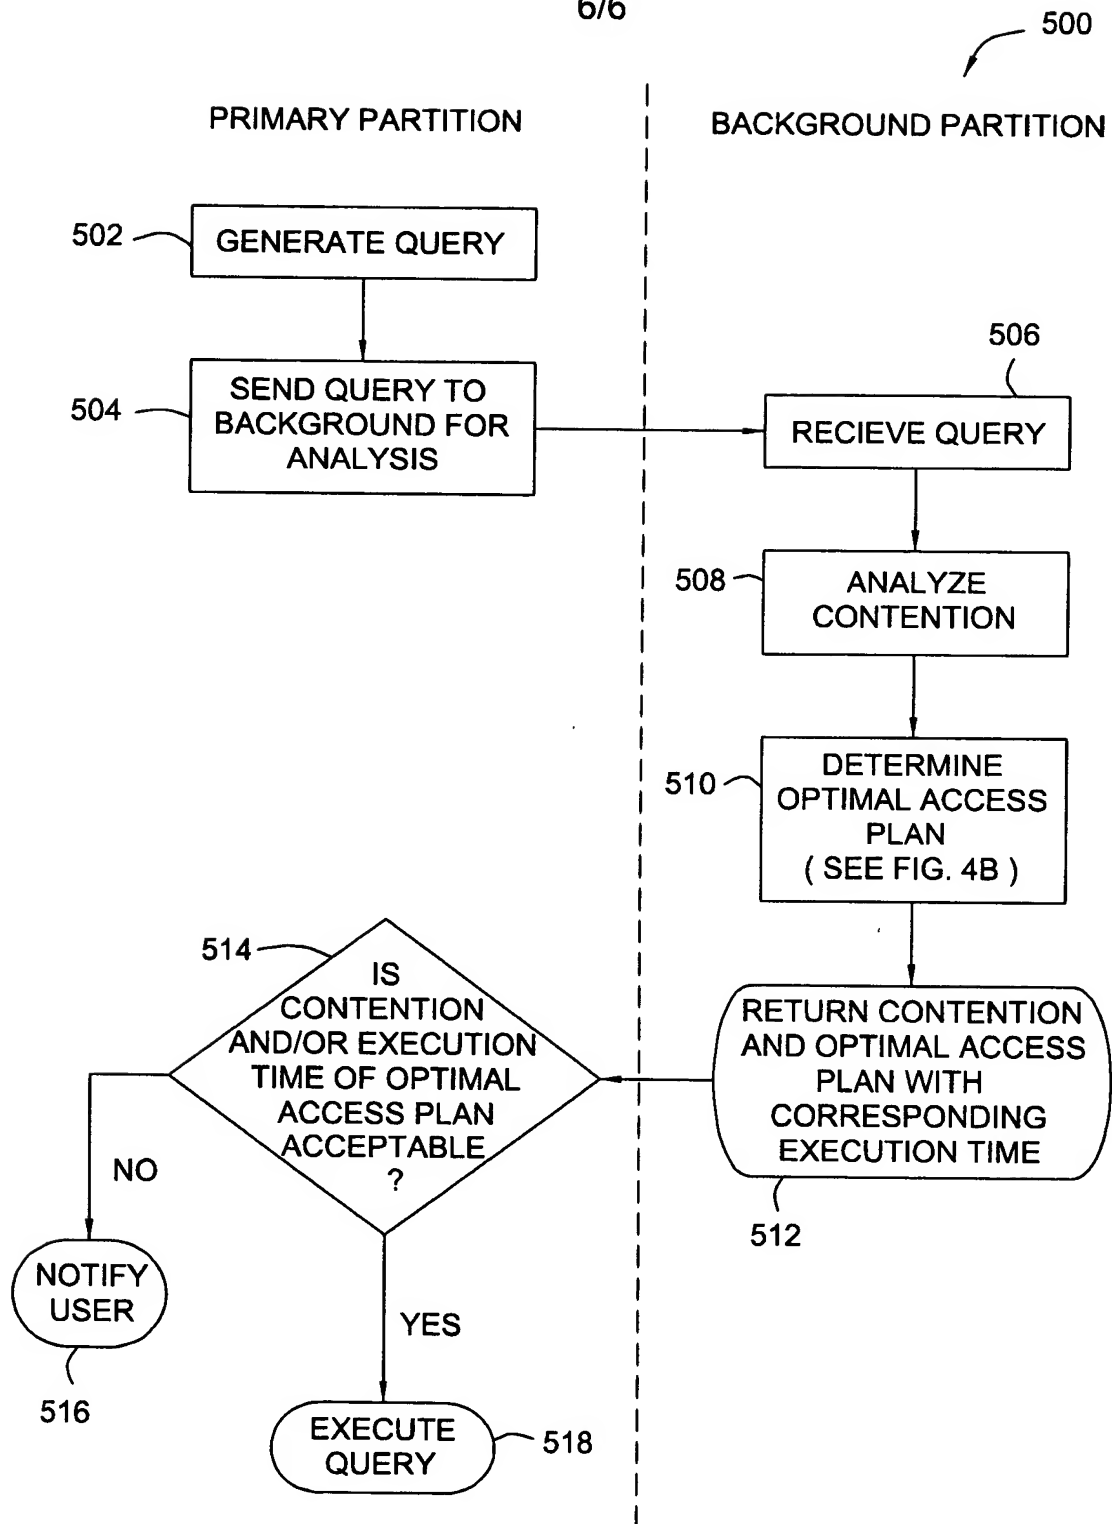 6/6
500
PRIMARY PARTITION
BACKGROUND PARTITION
502
GENERATE QUERY
504
SEND QUERY TO
BACKGROUND FOR
ANALYSIS
506
RECIEVE QUERY
508
ANALYZE
CONTENTION
510
DETERMINE
OPTIMAL ACCESS
PLAN
( SEE FIG. 4B )
RETURN CONTENTION
AND OPTIMAL ACCESS
PLAN WITH
CORRESPONDING
EXECUTION TIME
512
514
IS
CONTENTION
AND/OR EXECUTION
TIME OF OPTIMAL
ACCESS PLAN
ACCEPTABLE
?
NO
NOTIFY
USER
516
YES
EXECUTE
QUERY
518